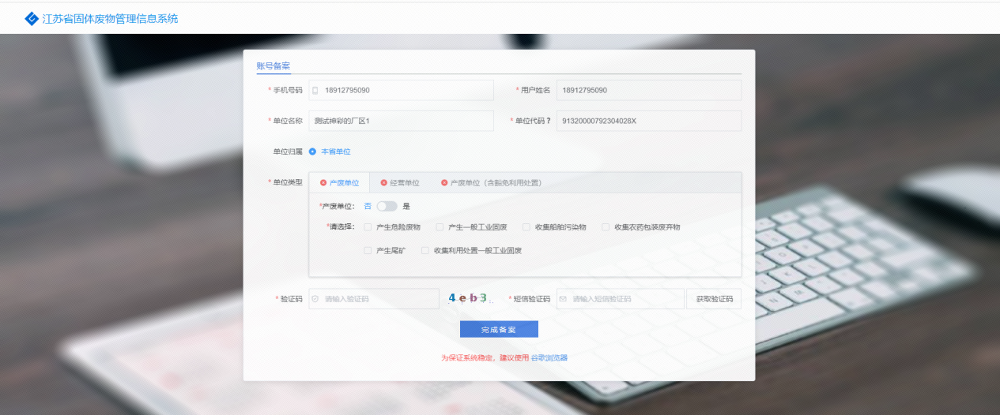 江苏省固体废物管理信息系统
账号备案
* 手机号码 18912795090 * 用户姓名 18912795090
* 单位名称 测试神彩的厂区1 * 单位代码 ? 91320000792304028X
单位归属 本省单位
* 单位类型 产废单位 经营单位 产废单位（含豁免利用处置）
*产废单位： 否 是
*请选择： 产生危险废物 产生一般工业固废 收集船舶污染物 收集农药包装废弃物
产生尾矿 收集利用处置一般工业固废
* 验证码 请输入验证码 4eb3 * 短信验证码 请输入短信验证码 获取验证码
完成备案
为保证系统稳定，建议使用 谷歌浏览器